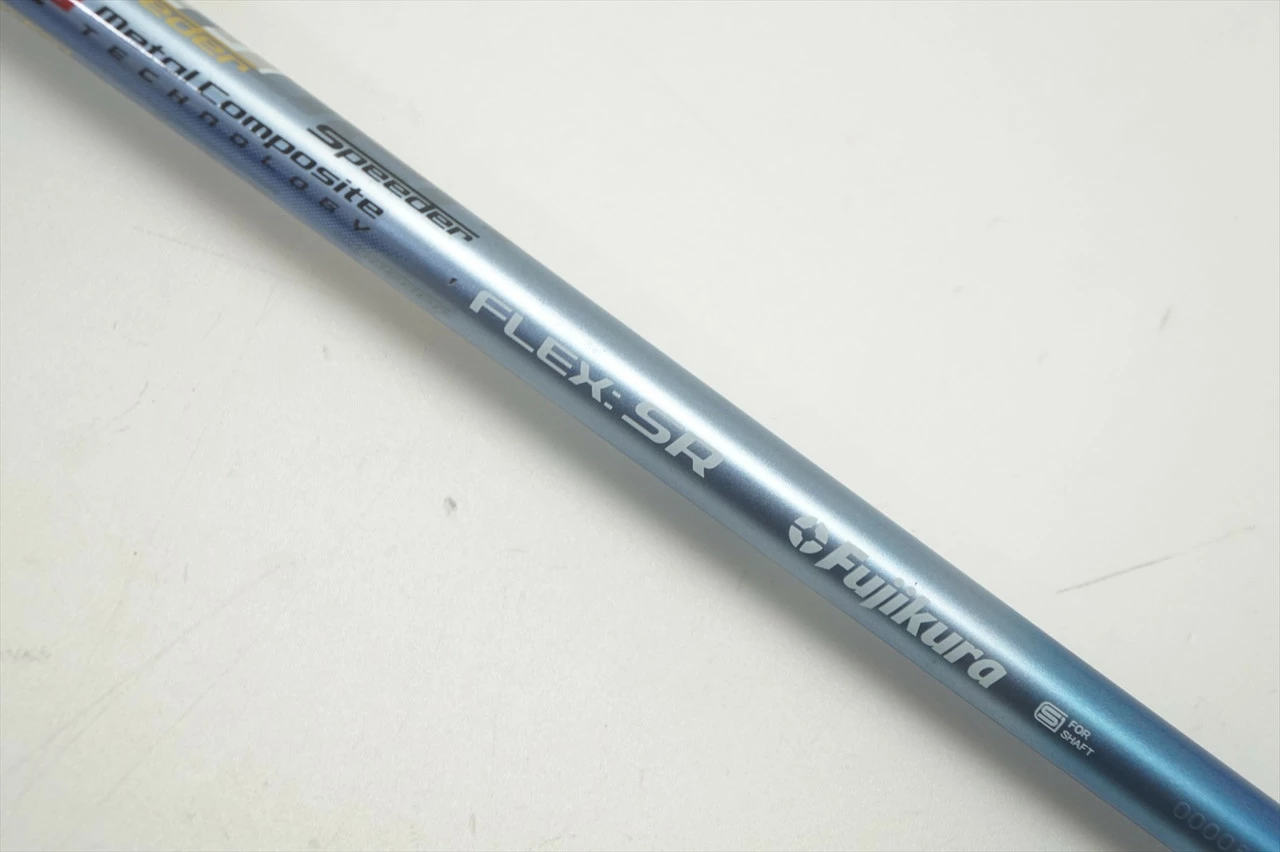 Metal Composite
TECHNOLOGY
Speeder
FLEX: SR
Fujikura
S FOR
SHAFT